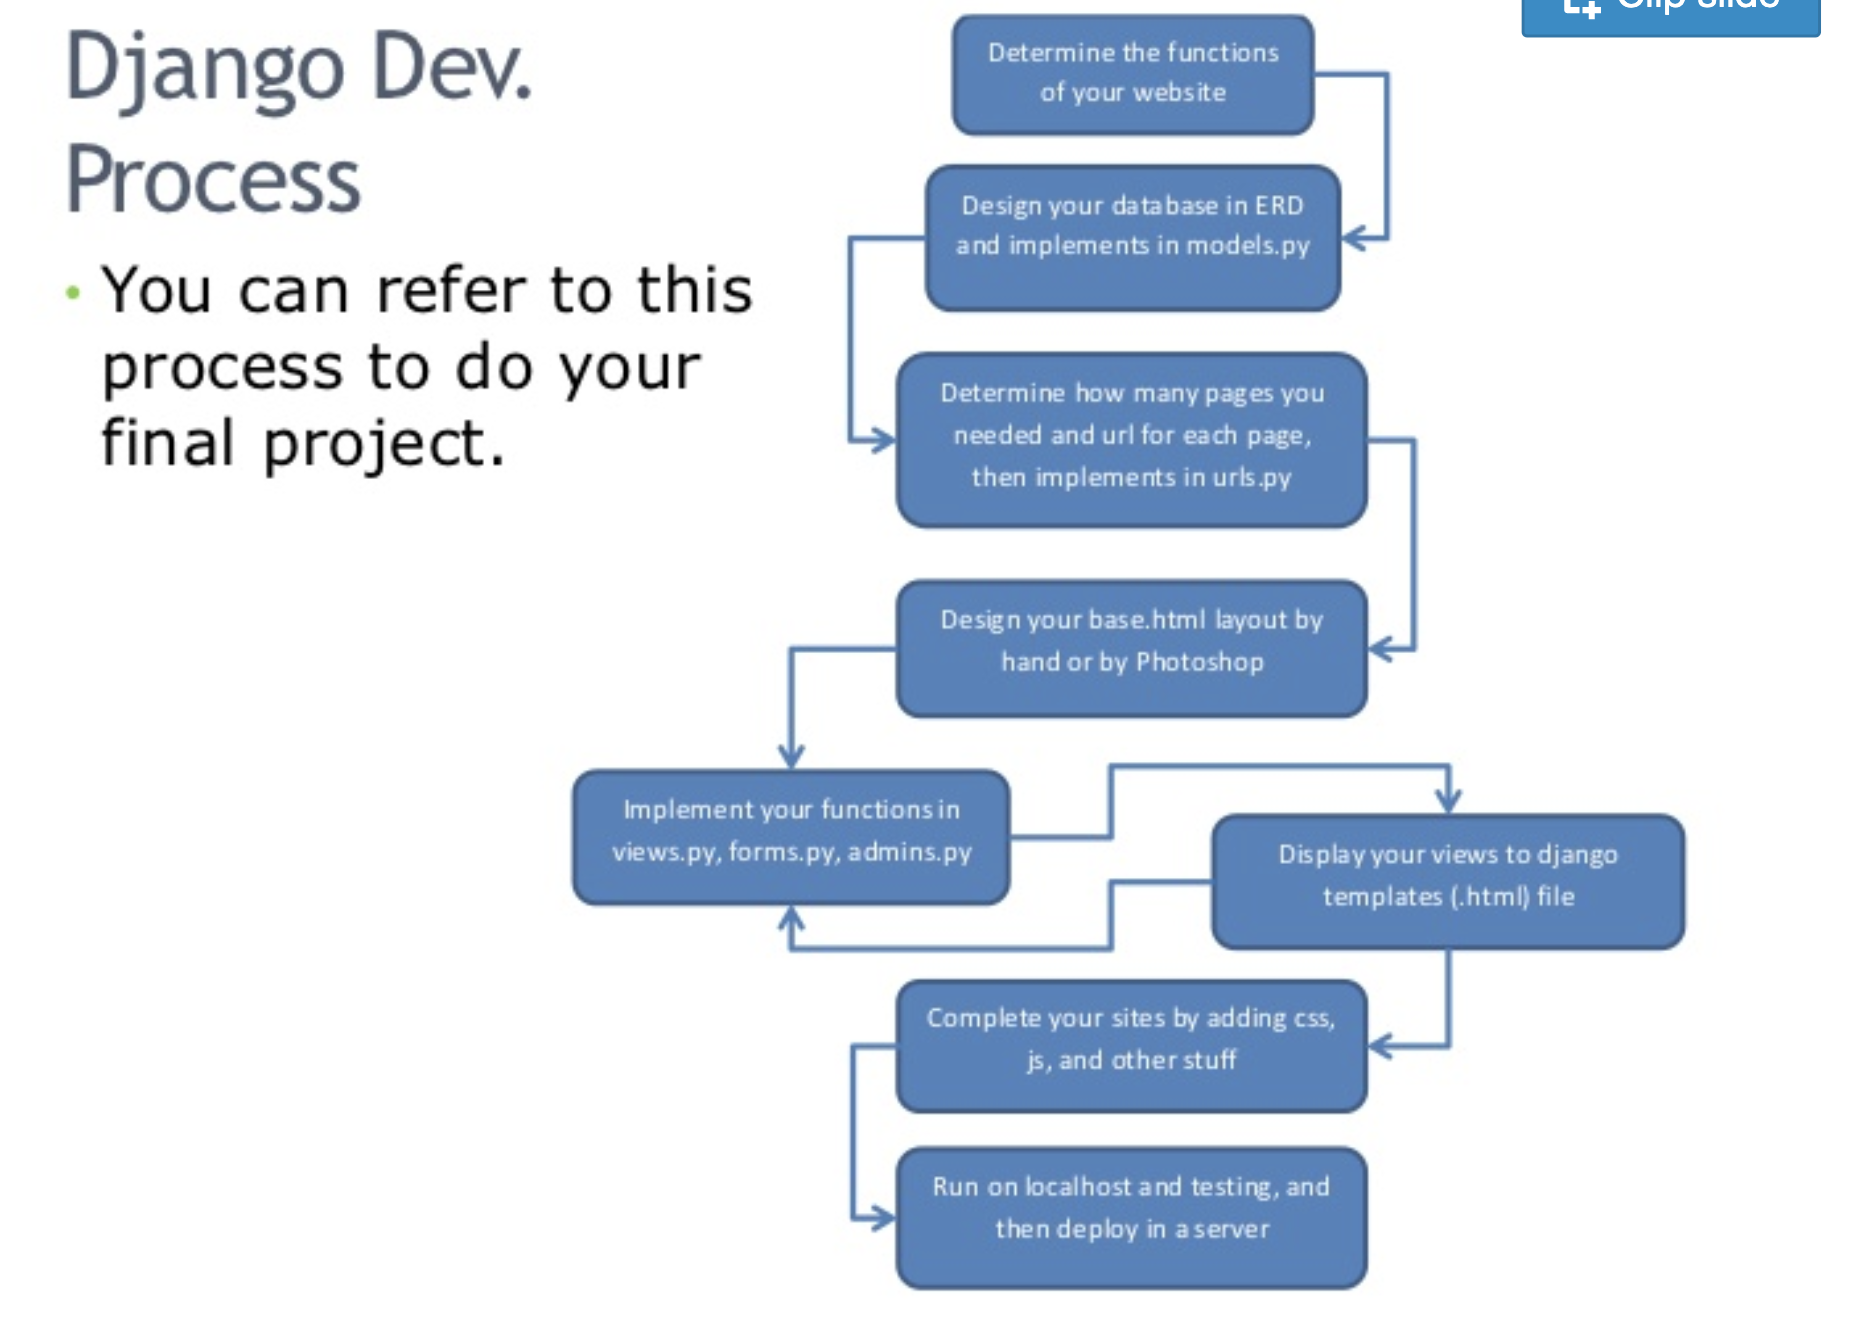 Clip slide
Django Dev.
Process
• You can refer to this
process to do your
final project.
Determine the functions
of your website
Design your database in ERD
and implements in models.py
Determine how many pages you
needed and url for each page,
then implements in urls.py
Design your base.html layout by
hand or by Photoshop
Implement your functions in
views.py, forms.py, admins.py
Display your views to django
templates (.html) file
Complete your sites by adding css,
js, and other stuff
Run on localhost and testing, and
then deploy in a server